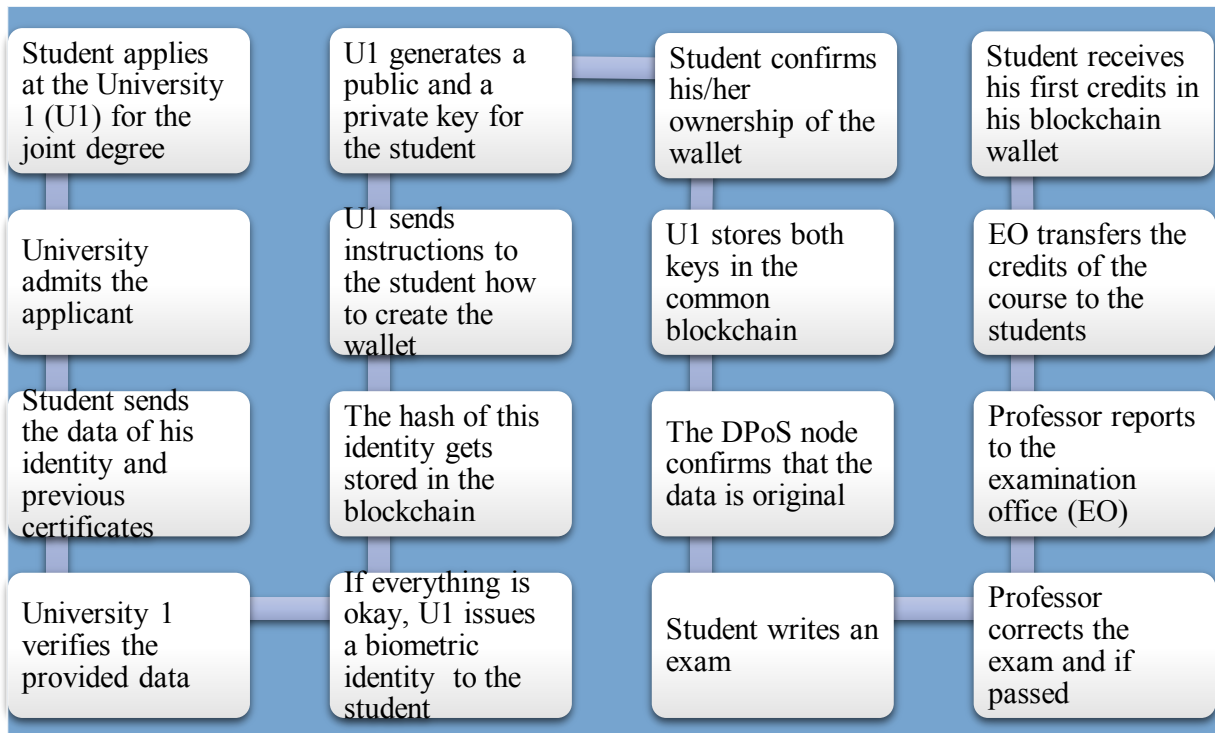 Student applies
at the University
1 (U1) for the
joint degree
University
admits the
applicant
Student sends
the data of his
identity and
previous
certificates
University 1
verifies the
provided data
If everything is
okay, U1 issues
a biometric
identity to the
student
The hash of this
identity gets
stored in the
blockchain
U1 sends
instructions to
the student how
to create the
wallet
U1 generates a
public and a
private key for
the student
Student confirms
his/her
ownership of the
wallet
U1 stores both
keys in the
common
blockchain
The DPoS node
confirms that the
data is original
Student writes an
exam
Professor
corrects the
exam and if
passed
Professor reports
to the
examination
office (EO)
EO transfers the
credits of the
course to the
students
Student receives
his first credits in
his blockchain
wallet